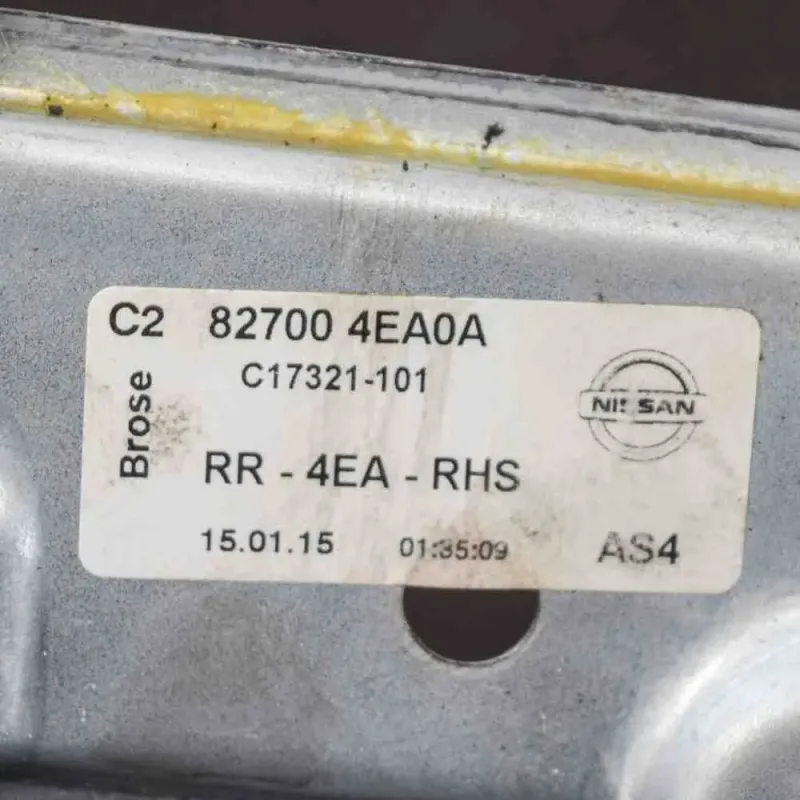 C2 82700 4EA0A
C17321-101
Brose
NISSAN
RR - 4EA - RHS
15.01.15 01:35:09 AS4